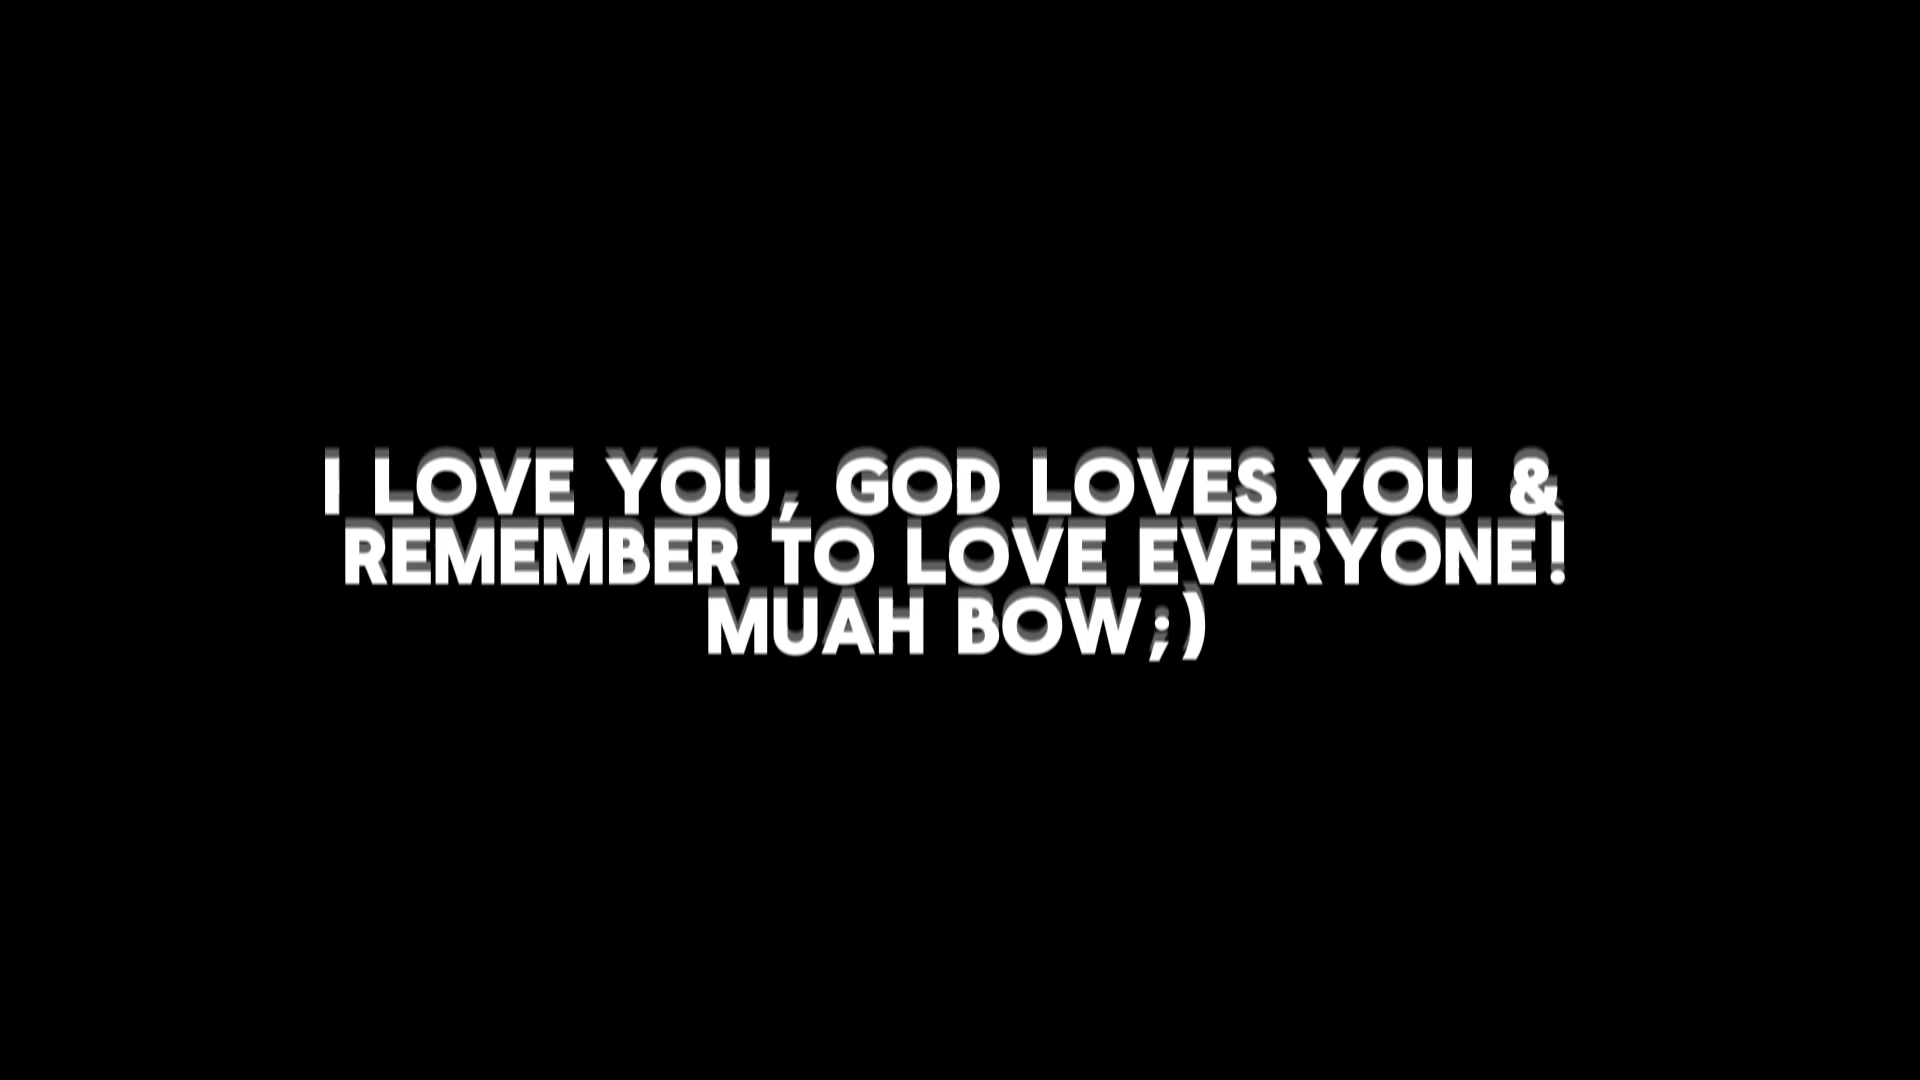 I LOVE YOU, GOD LOVES YOU &
REMEMBER TO LOVE EVERYONE!
MUAH BOW;)